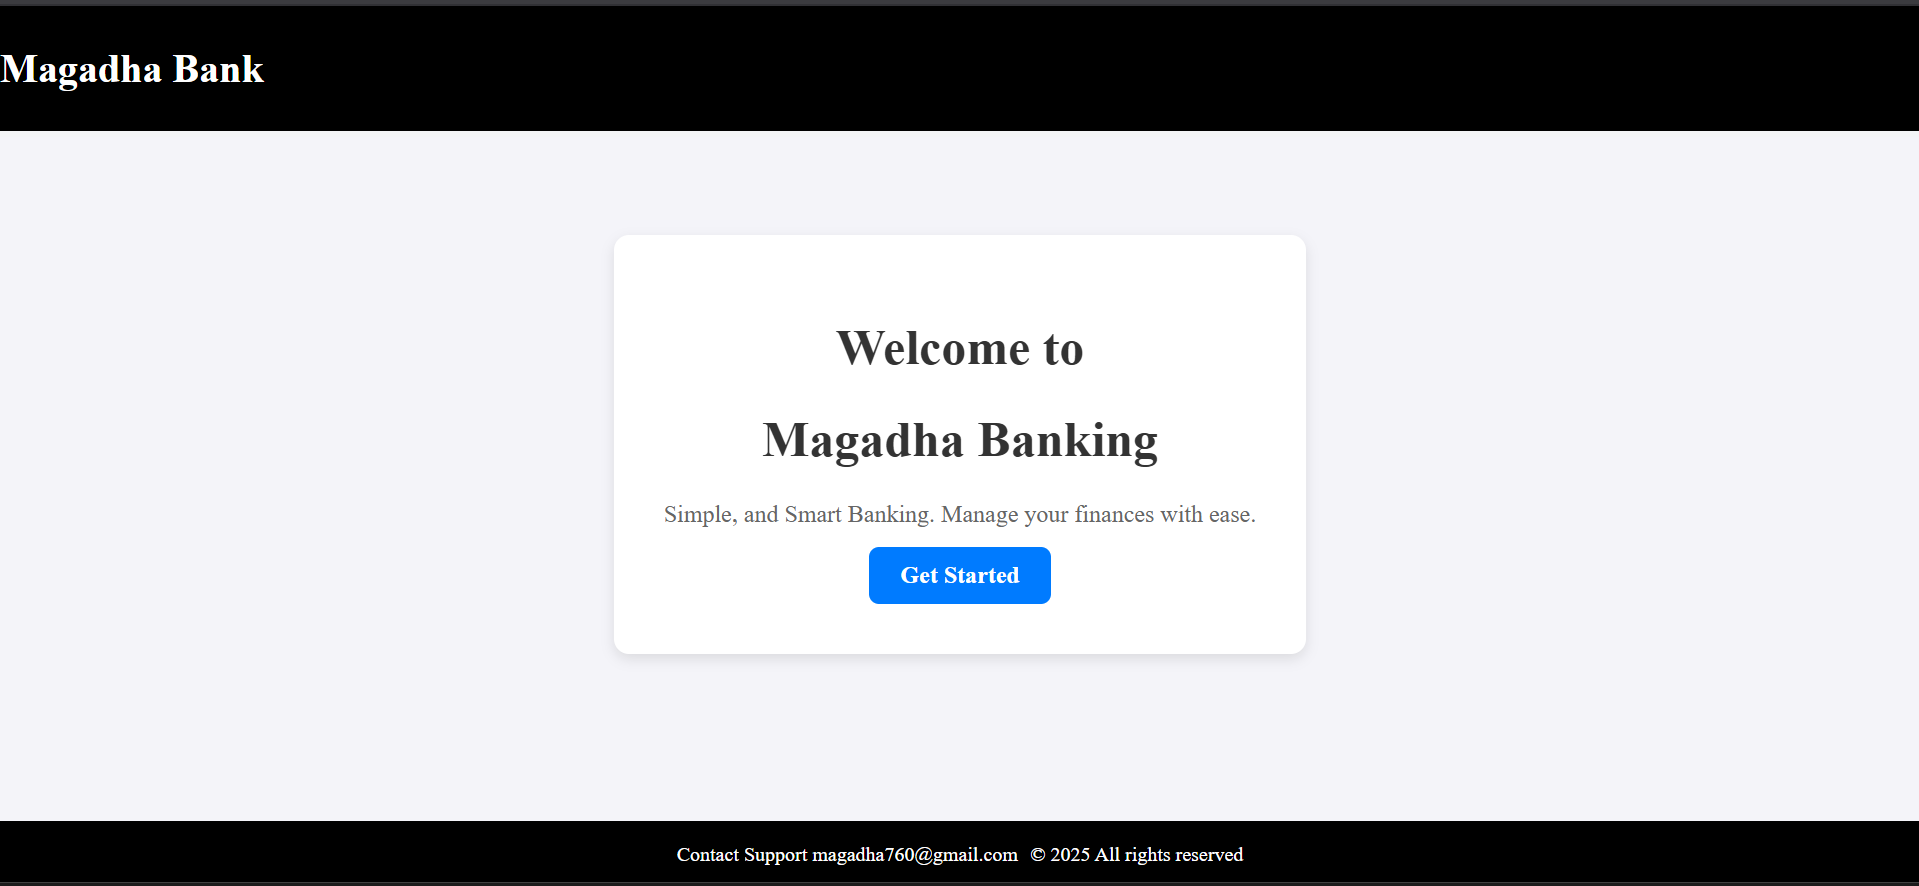 Magadha Bank
Welcome to
Magadha Banking
Simple, and Smart Banking. Manage your finances with ease.
Get Started
Contact Support magadha760@gmail.com © 2025 All rights reserved